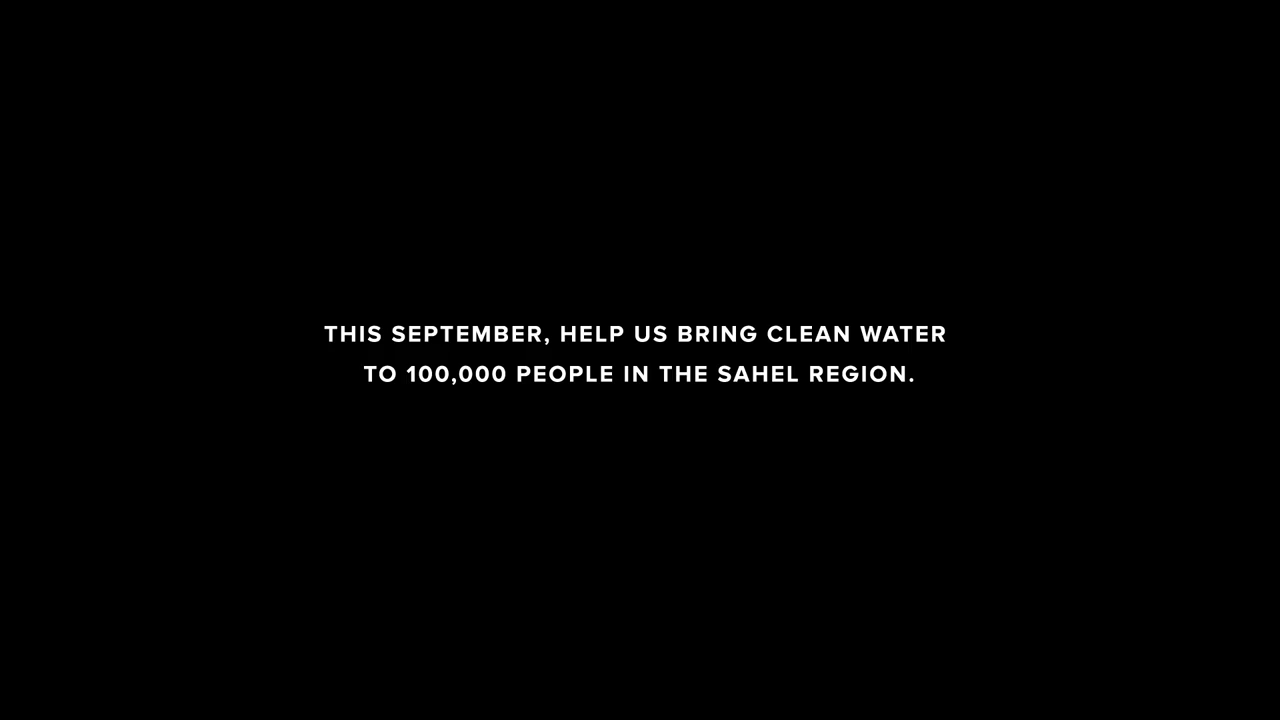 THIS SEPTEMBER, HELP US BRING CLEAN WATER
TO 100,000 PEOPLE IN THE SAHEL REGION.